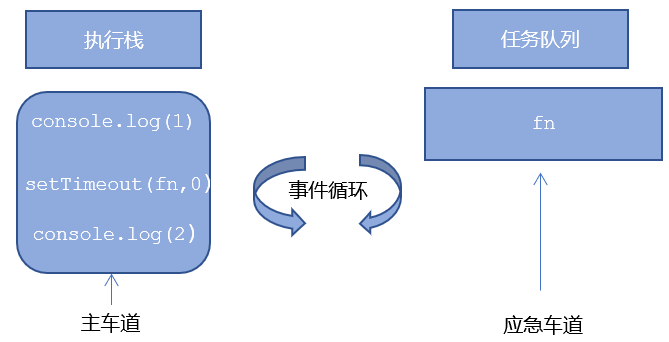 执行栈
任务队列
console.log(1)
setTimeout(fn,0)
console.log(2)
fn
事件循环
主车道
应急车道